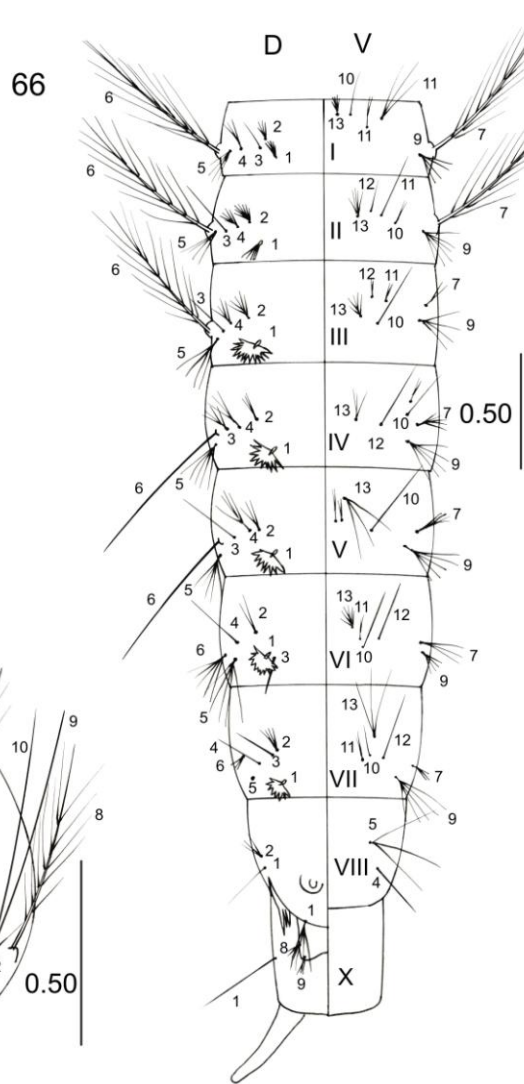 D V
66
10 11
6 13 11 7
2
5 4 3 1 I 9
6 12 11 7
2 13 10
5 3 4 1 II 9
6 12 11 7
3 4 2 1 13 10 9
5 III
3 4 2 1 13 12 10 7 0.50
6 5 IV 9
13 10 7
3 4 2 1 V
6 5 9
4 2 13 11 12
6 1 3 VI 10 7
5 9
13
4 2 11 12
6 3 10
5 1 VII 7
9
10 9 8
5
2 1 VIII 4
1
8
9 X
0.50
1